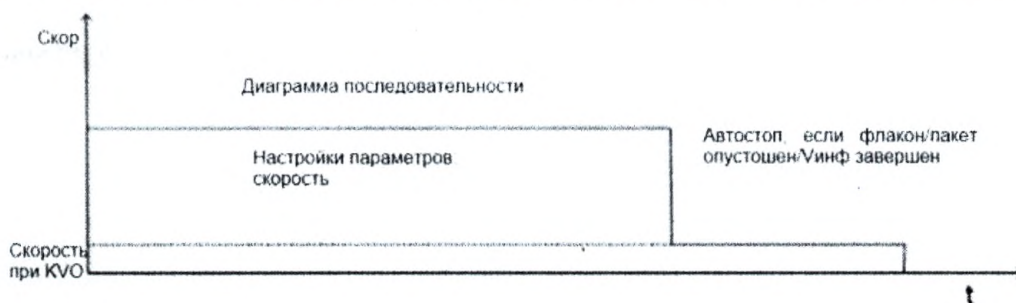 Скор
Диаграмма последовательности
Автостоп, если флакон/пакет
опустошен/Vинф завершен
Настройки параметров
скорость
Скорость
при KVO
t